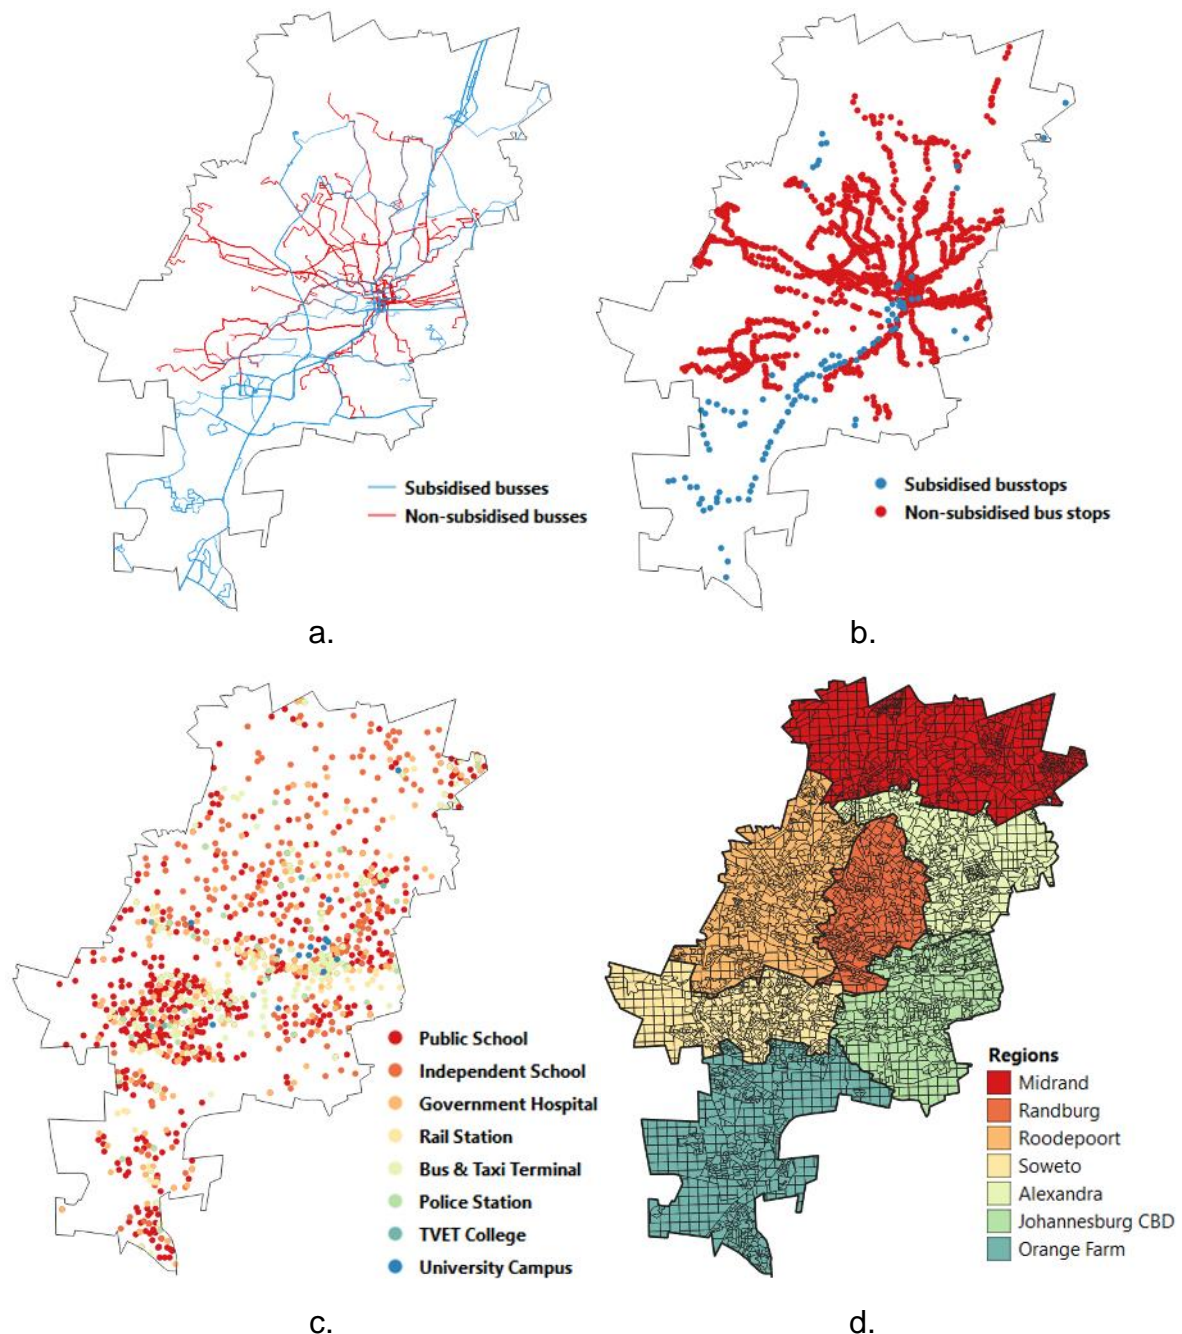 Subsidised busses
Non-subsidised busses
Subsidised busstops
Non-subsidised bus stops
a.
b.
Public School
Independent School
Government Hospital
Rail Station
Bus & Taxi Terminal
Police Station
TVET College
University Campus
Regions
Midrand
Randburg
Roodepoort
Soweto
Alexandra
Johannesburg CBD
Orange Farm
c.
d.